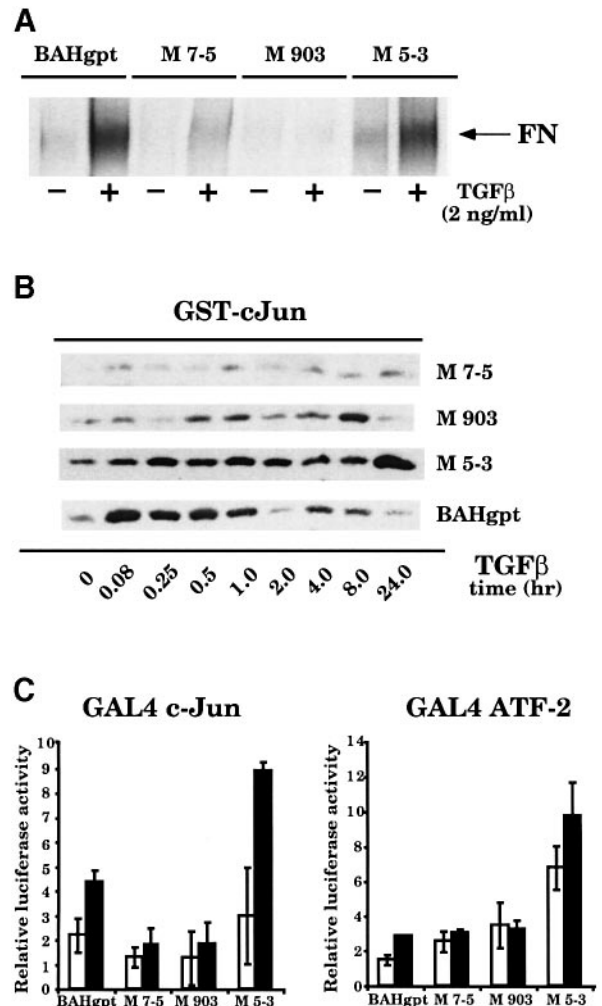 A
BAHgpt M 7-5 M 903 M 5-3
FN
− + − + − + − + TGFβ
(2 ng/ml)
B
GST-cJun
M 7-5
M 903
M 5-3
BAHgpt
0 0.08 0.25 0.5 1.0 2.0 4.0 8.0 24.0 TGFβ
time (hr)
C
GAL4 c-Jun GAL4 ATF-2
Relative luciferase activity
10
9
8
7
6
5
4
3
2
1
0
BAHgpt M 7-5 M 903 M 5-3
Relative luciferase activity
14
12
10
8
6
4
2
0
BAHgpt M 7-5 M 903 M 5-3